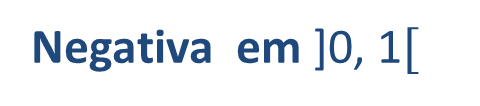 Negativa em ]0, 1[